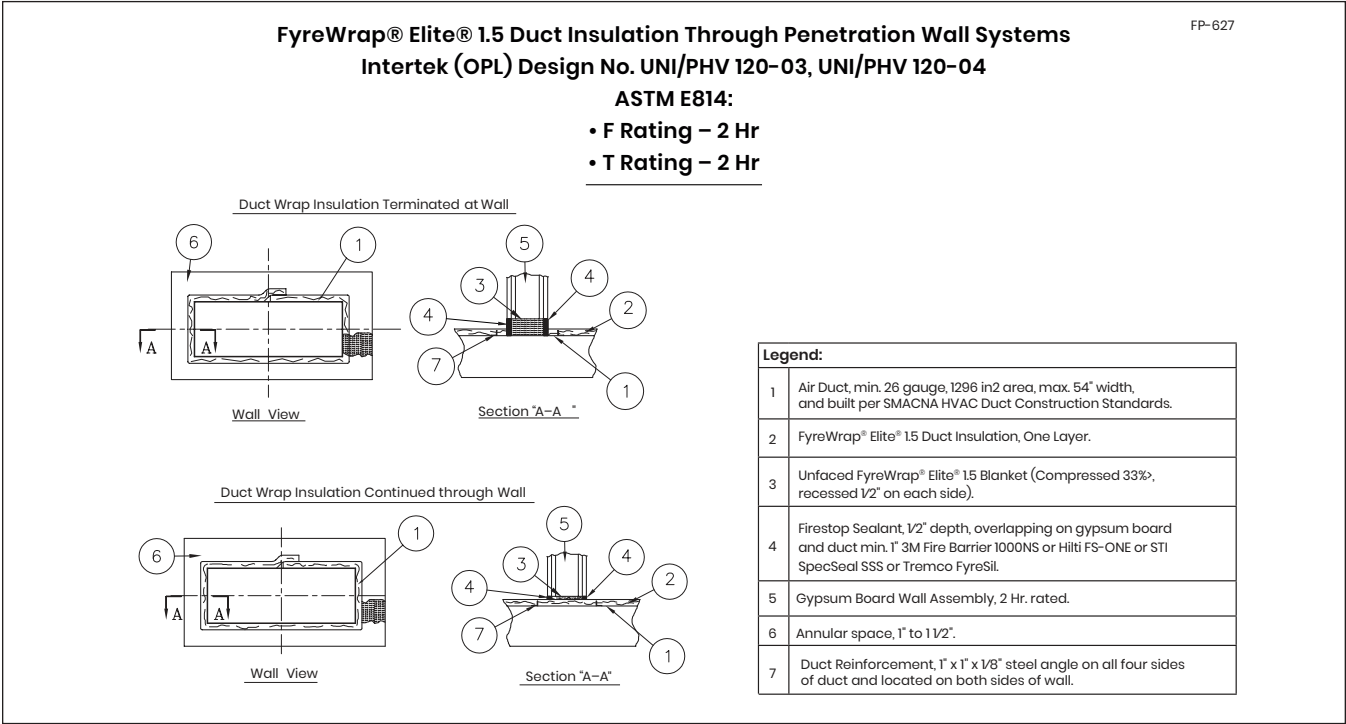 FP-627
FyreWrap® Elite® 1.5 Duct Insulation Through Penetration Wall Systems
Intertek (OPL) Design No. UNI/PHV 120-03, UNI/PHV 120-04
ASTM E814:
• F Rating – 2 Hr
• T Rating – 2 Hr
Duct Wrap Insulation Terminated at Wall
6
1
5
3
4
4
2
7
1
A
A
Wall View
Section "A-A "
Duct Wrap Insulation Continued through Wall
6
1
5
3
4
4
2
7
1
A
A
Wall View
Section "A-A"
Legend:
1
Air Duct, min. 26 gauge, 1296 in2 area, max. 54" width,
and built per SMACNA HVAC Duct Construction Standards.
2
FyreWrap® Elite® 1.5 Duct Insulation, One Layer.
3
Unfaced FyreWrap® Elite® 1.5 Blanket (Compressed 33%>,
recessed 1/2" on each side).
4
Firestop Sealant, 1/2" depth, overlapping on gypsum board
and duct min. 1" 3M Fire Barrier 1000NS or Hilti FS-ONE or STI
SpecSeal SSS or Tremco FyreSil.
5
Gypsum Board Wall Assembly, 2 Hr. rated.
6
Annular space, 1" to 1 1/2".
7
Duct Reinforcement, 1" x 1" x 1/8" steel angle on all four sides
of duct and located on both sides of wall.